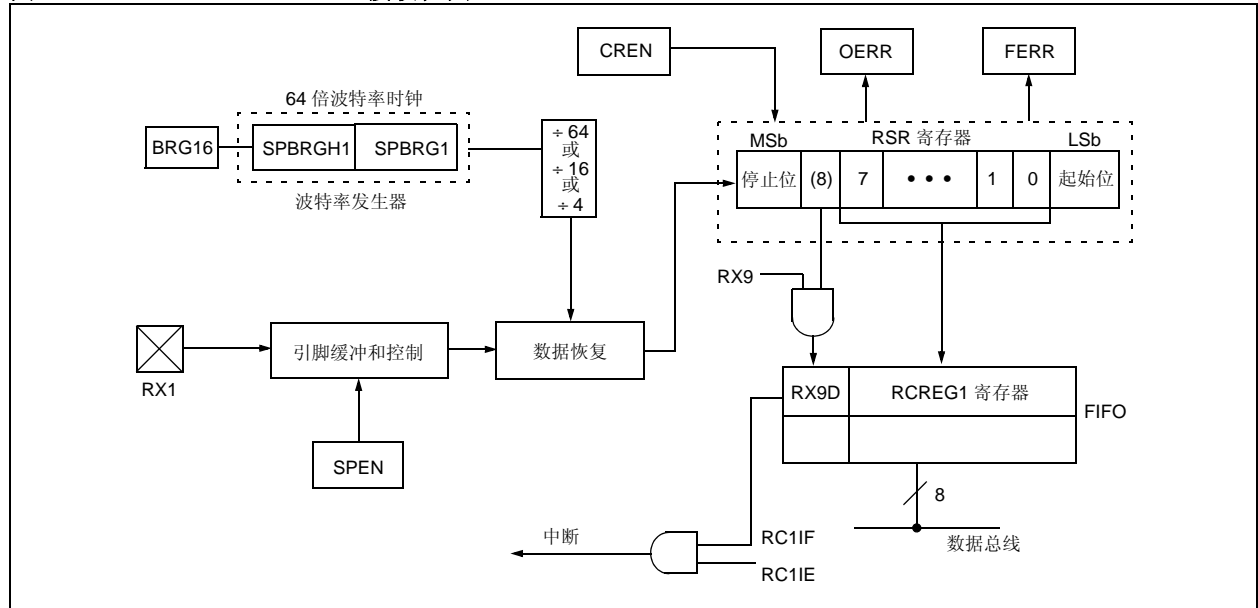 CREN
OERR
FERR
64 倍波特率时钟
BRG16
SPBRGH1
SPBRG1
波特率发生器
÷ 64
或
÷ 16
或
÷ 4
MSb
RSR 寄存器
LSb
停止位
(8)
7
• • •
1
0
起始位
RX9
RX1
引脚缓冲和控制
数据恢复
SPEN
RX9D
RCREG1 寄存器
FIFO
8
数据总线
中断
RC1IF
RC1IE